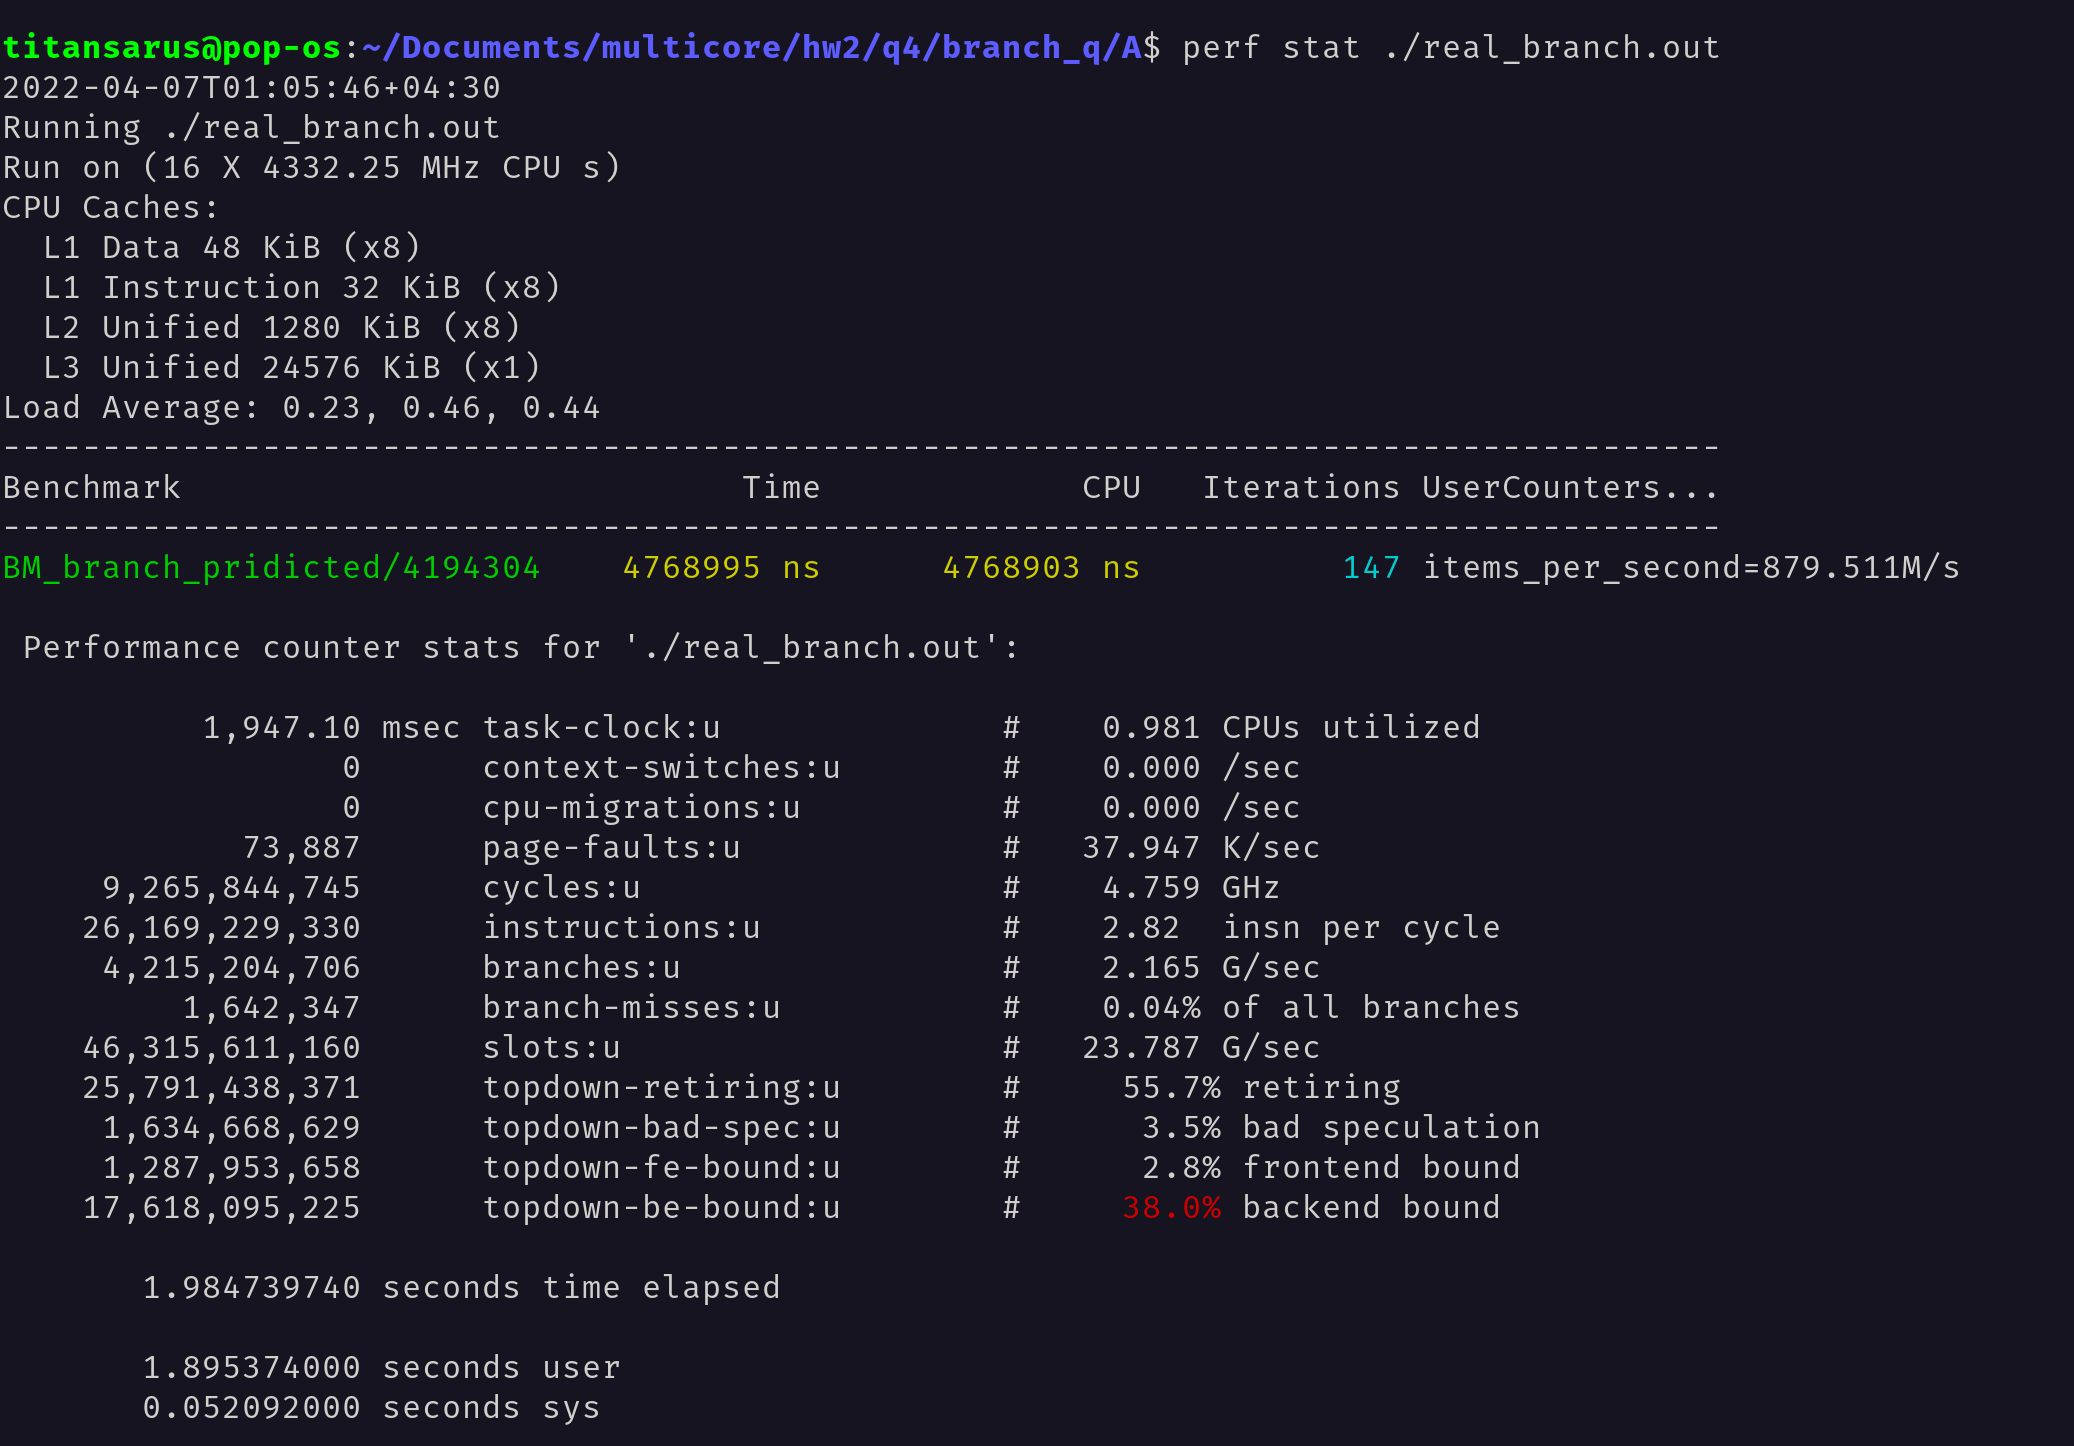 titansarus@pop-os:~/Documents/multicore/hw2/q4/branch_q/A$ perf stat ./real_branch.out
2022-04-07T01:05:46+04:30
Running ./real_branch.out
Run on (16 X 4332.25 MHz CPU s)
CPU Caches:
  L1 Data 48 KiB (x8)
  L1 Instruction 32 KiB (x8)
  L2 Unified 1280 KiB (x8)
  L3 Unified 24576 KiB (x1)
Load Average: 0.23, 0.46, 0.44
--------------------------------------------------------------------------------------
Benchmark                            Time             CPU   Iterations UserCounters...
--------------------------------------------------------------------------------------
BM_branch_pridicted/4194304    4768995 ns      4768903 ns          147 items_per_second=879.511M/s
 Performance counter stats for './real_branch.out':
          1,947.10 msec task-clock:u              #    0.981 CPUs utilized
                 0      context-switches:u        #    0.000 /sec
                 0      cpu-migrations:u          #    0.000 /sec
            73,887      page-faults:u             #   37.947 K/sec
     9,265,844,745      cycles:u                  #    4.759 GHz
    26,169,229,330      instructions:u            #    2.82  insn per cycle
     4,215,204,706      branches:u                #    2.165 G/sec
         1,642,347      branch-misses:u           #    0.04% of all branches
    46,315,611,160      slots:u                   #   23.787 G/sec
    25,791,438,371      topdown-retiring:u        #     55.7% retiring
     1,634,668,629      topdown-bad-spec:u        #      3.5% bad speculation
     1,287,953,658      topdown-fe-bound:u        #      2.8% frontend bound
    17,618,095,225      topdown-be-bound:u        #     38.0% backend bound
       1.984739740 seconds time elapsed
       1.895374000 seconds user
       0.052092000 seconds sys